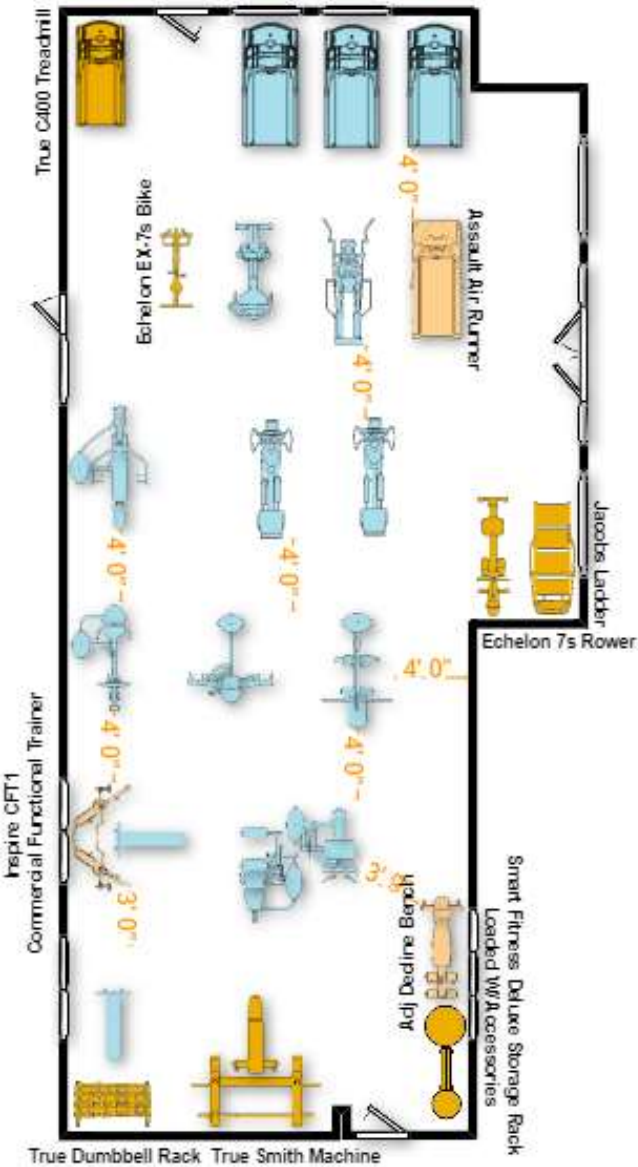 True C400 Treadmill
Echelon EX-7s Bike
4' 0"
Assault Air Runner
4' 0"
4' 0"
4' 0"
Jacobs Ladder
Echelon 7s Rower
4' 0"
4' 0"
4' 0"
Inspire CFT1
Commercial Functional Trainer
3' 0"
Adj Decline Bench
Smart Fitness Deluxe Storage Rack
Loaded W/Accessories
True Dumbbell Rack
True Smith Machine